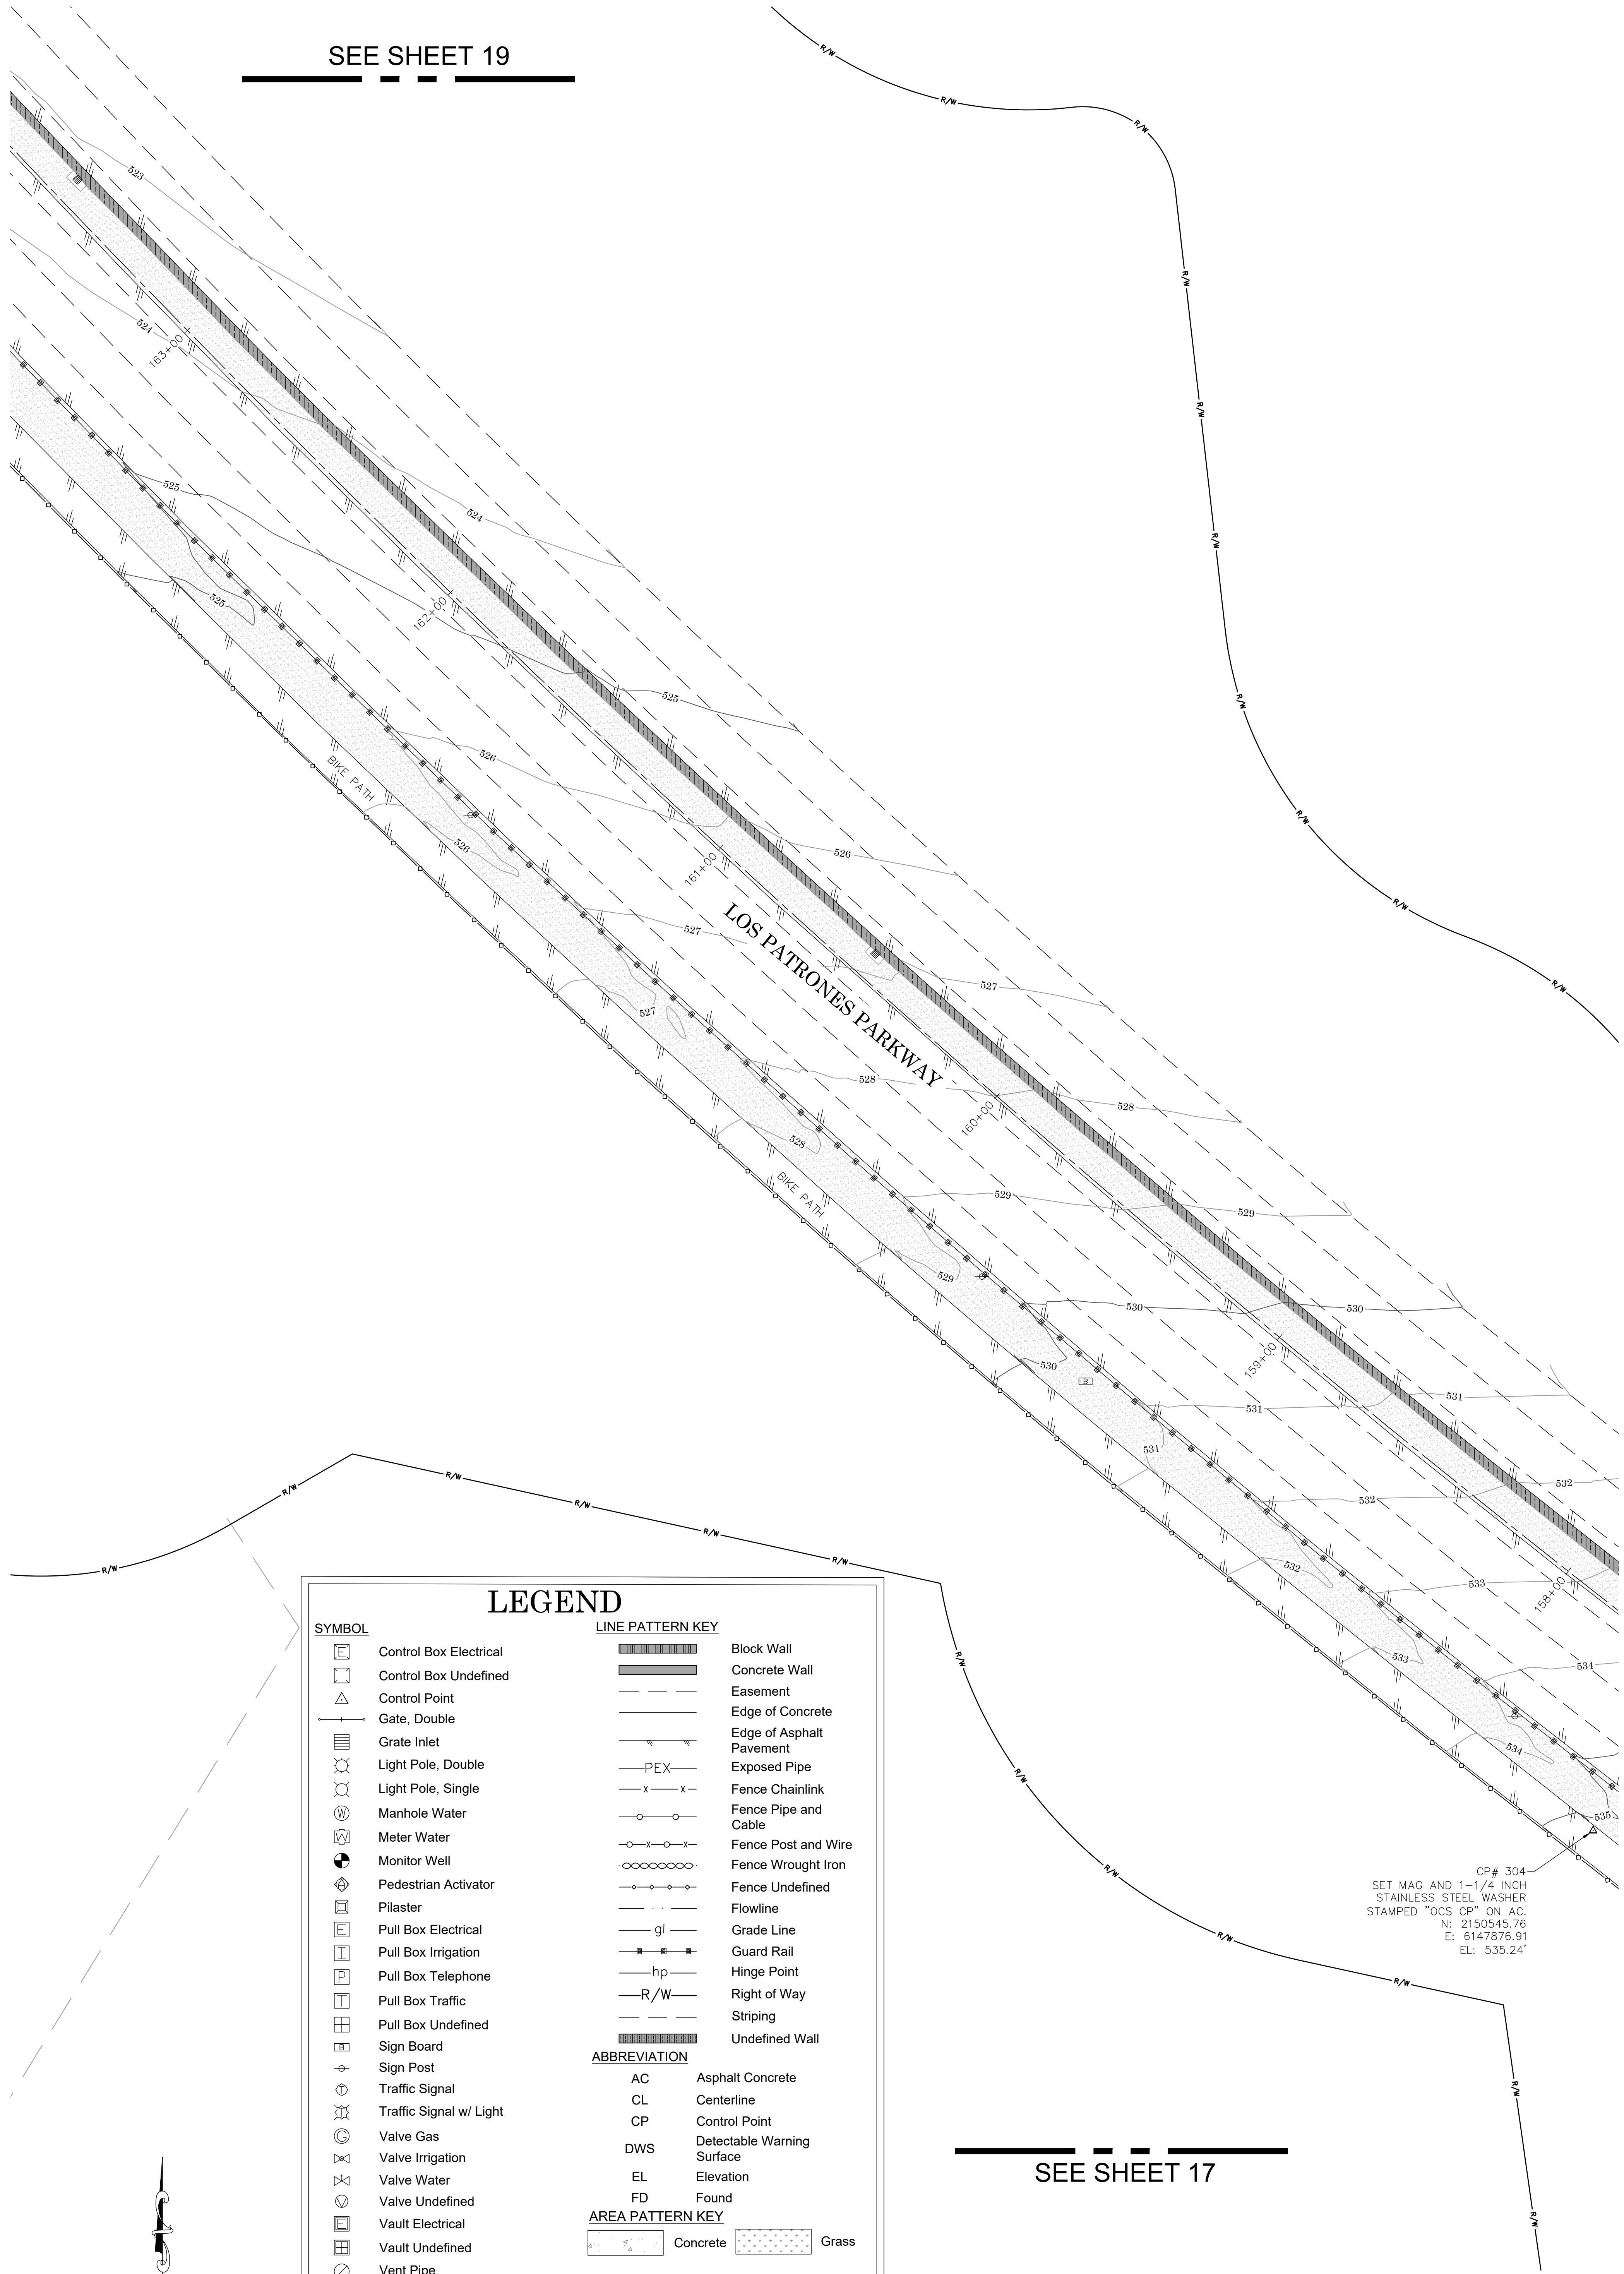 SEE SHEET 19
R/W
R/W
R/W
523
R/W
524
163+00
R/W
525
524
R/W
525
162+00
525
R/W
526
BIKE PATH
R/W
526
526
161+00
R/W
LOS PATRONES PARKWAY
527
527
R/W
527
528
528
160+00
528
BIKE PATH
529
529
529
530
530
159+00
530
531
531
531
R/W
R/W
532
R/W
532
R/W
R/W
R/W
532
533
158+00
533
534
R/W
534
R/W
535
R/W
CP# 304
SET MAG AND 1-1/4 INCH
STAINLESS STEEL WASHER
STAMPED "OCS CP" ON AC.
N: 2150545.76
E: 6147876.91
EL: 535.24'
R/W
R/W
R/W
R/W
SEE SHEET 17
LEGEND
SYMBOL
E Control Box Electrical
Control Box Undefined
Control Point
Gate, Double
Grate Inlet
Light Pole, Double
Light Pole, Single
W Manhole Water
W Meter Water
Monitor Well
A Pedestrian Activator
Pilaster
E Pull Box Electrical
I Pull Box Irrigation
P Pull Box Telephone
T Pull Box Traffic
Pull Box Undefined
B Sign Board
Sign Post
T Traffic Signal
T Traffic Signal w/ Light
G Valve Gas
Valve Irrigation
Valve Water
V Valve Undefined
E Vault Electrical
Vault Undefined
Vent Pipe
LINE PATTERN KEY
Block Wall
Concrete Wall
Easement
Edge of Concrete
Edge of Asphalt
Pavement
PEX Exposed Pipe
x x Fence Chainlink
Fence Pipe and
Cable
x x Fence Post and Wire
Fence Wrought Iron
Fence Undefined
Flowline
gl Grade Line
Guard Rail
hp Hinge Point
R/W Right of Way
Striping
Undefined Wall
ABBREVIATION
AC Asphalt Concrete
CL Centerline
CP Control Point
DWS Detectable Warning
Surface
EL Elevation
FD Found
AREA PATTERN KEY
Concrete Grass